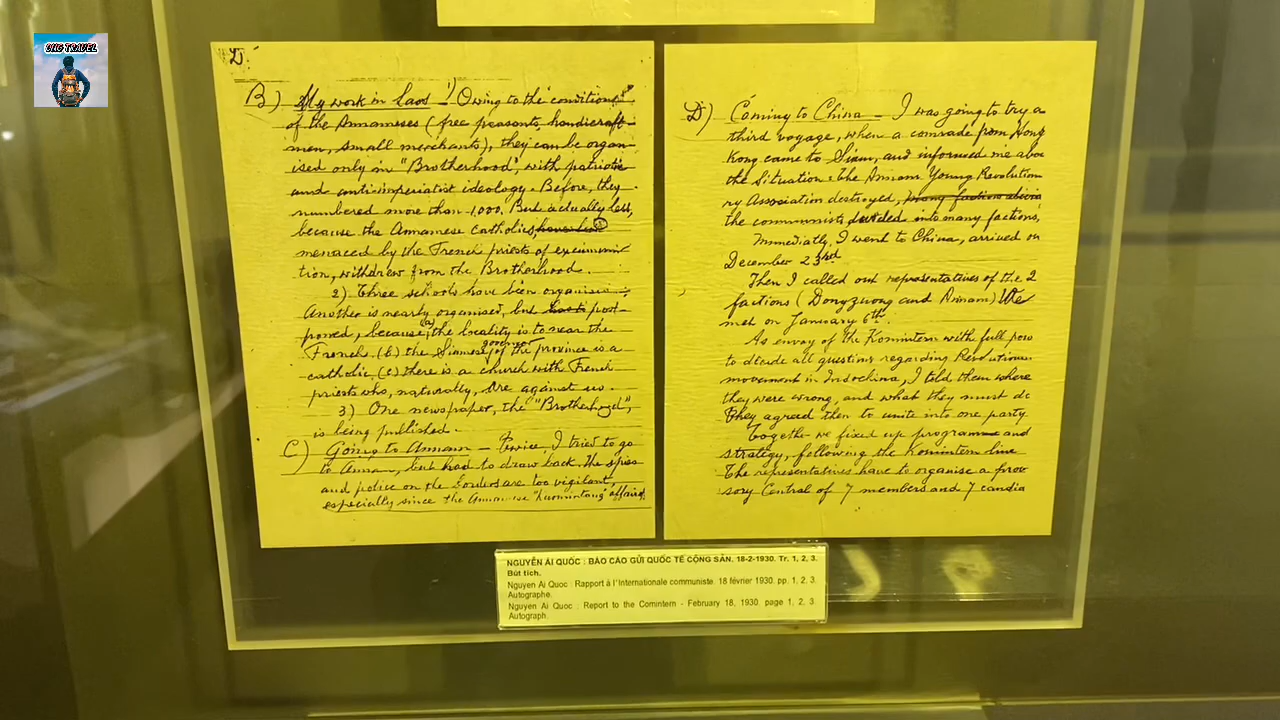 UHG TRAVEL
B) My work in Laos – 1) Owing to the conditions
of the Annameses (free peasants, handicraft-
men, small merchants), they can be organ-
ised only in "Brotherhood", with patriotic
and anti-imperialist ideology. Before, they
numbered more than 1,000. But actually less,
because the Annamese catholics, have had
menaced by the French priests of excommunic-
tion, withdrew from the Brotherhood.
2) Three schools have been organised.
Another is nearly organised, but has post-
poned, because (a) the locality is to near the
French (b) the Siamese governor of the province is a
catholic, (c) there is a church with French
priests who, naturally, are against us.
3) One newspaper, the "Brotherhood",
is being published.
C) Going to Annam – Twice, I tried to go
to Annam, but had to draw back. The spies
and police on the borders are too vigilant,
especially since the Annamese "kuomintang" affaires
D) Coming to China – I was going to try a
third voyage, when a comrade from Hong
Kong came to Siam, and informed me abou
the situation: the Annam Young Revolution
ry Association destroyed, many faction divid
the communists divided into many factions,
Immediately, I went to China, arrived on
December 23rd
Then I called out representatives of the 2
factions (Dongzuong and Annam) We
met on January 6th.
As envoy of the Komintern with full pow
to decide all questions regarding Revolution
movement in Indochina, I told them where
they were wrong, and what they must do
They agreed then to unite into one party.
Together we fixed up programme and
strategy, following the Komintern line
The representatives have to organise a provi
sory Central of 7 members and 7 candida
NGUYỄN ÁI QUỐC : BÁO CÁO GỬI QUỐC TẾ CỘNG SẢN. 18-2-1930. Tr. 1, 2, 3.
Bút tích.
Nguyen Ai Quoc : Rapport à l'Internationale communiste. 18 février 1930. pp. 1, 2, 3.
Autographe.
Nguyen Ai Quoc : Report to the Comintern - February 18, 1930. page 1, 2, 3.
Autograph.